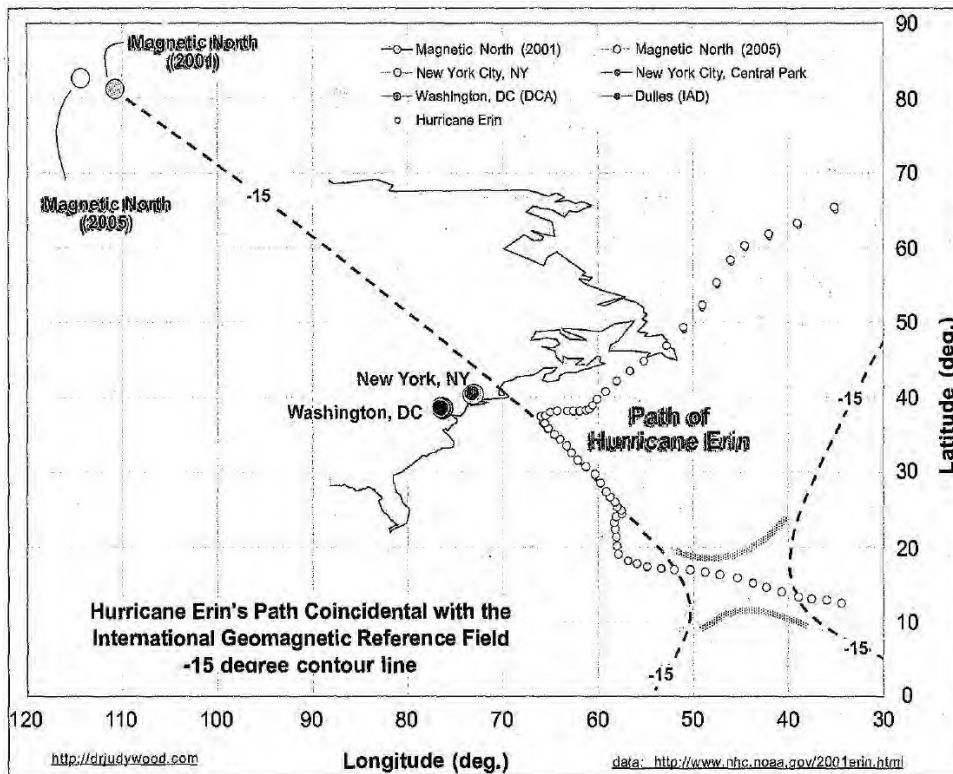 Magnetic North
(2001)
Magnetic North (2001)
Magnetic North (2005)
New York City, NY
New York City, Central Park
Washington, DC (DCA)
Dulles (IAD)
Hurricane Erin
Magnetic North
(2005)
-15
New York, NY
Washington, DC
Path of
Hurricane Erin
-15
Hurricane Erin's Path Coincidental with the
International Geomagnetic Reference Field
-15 degree contour line
-15
-15
90
80
70
60
50
40
30
20
10
0
Latitude (deg.)
120 110 100 90 80 70 60 50 40 30
Longitude (deg.)
http://drjudywood.com
data: http://www.nhc.noaa.gov/2001erin.html